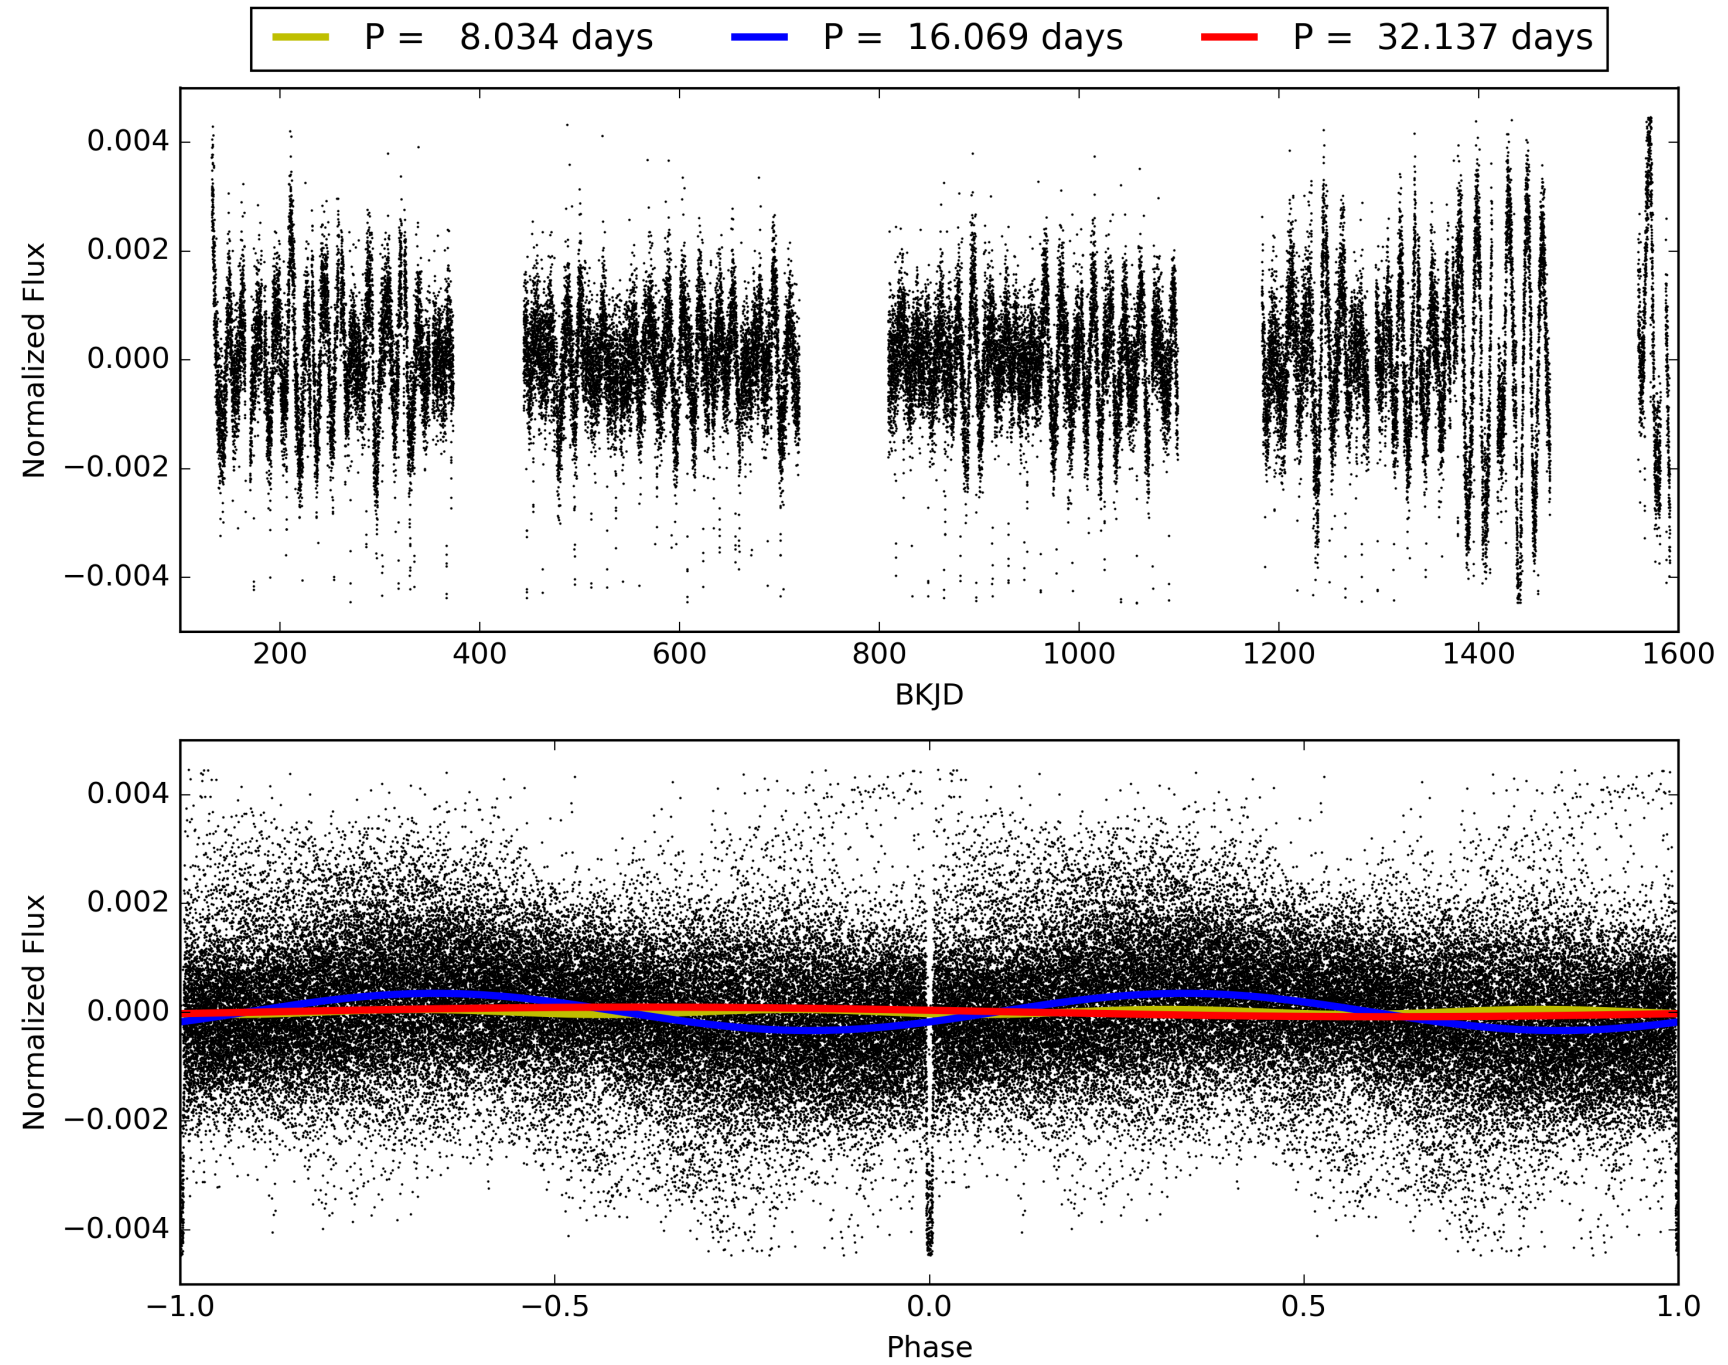 P = 8.034 days P = 16.069 days P = 32.137 days
0.004
0.002
0.000
−0.002
−0.004
Normalized Flux
200 400 600 800 1000 1200 1400 1600
BKJD
0.004
0.002
0.000
−0.002
−0.004
Normalized Flux
−1.0 −0.5 0.0 0.5 1.0
Phase